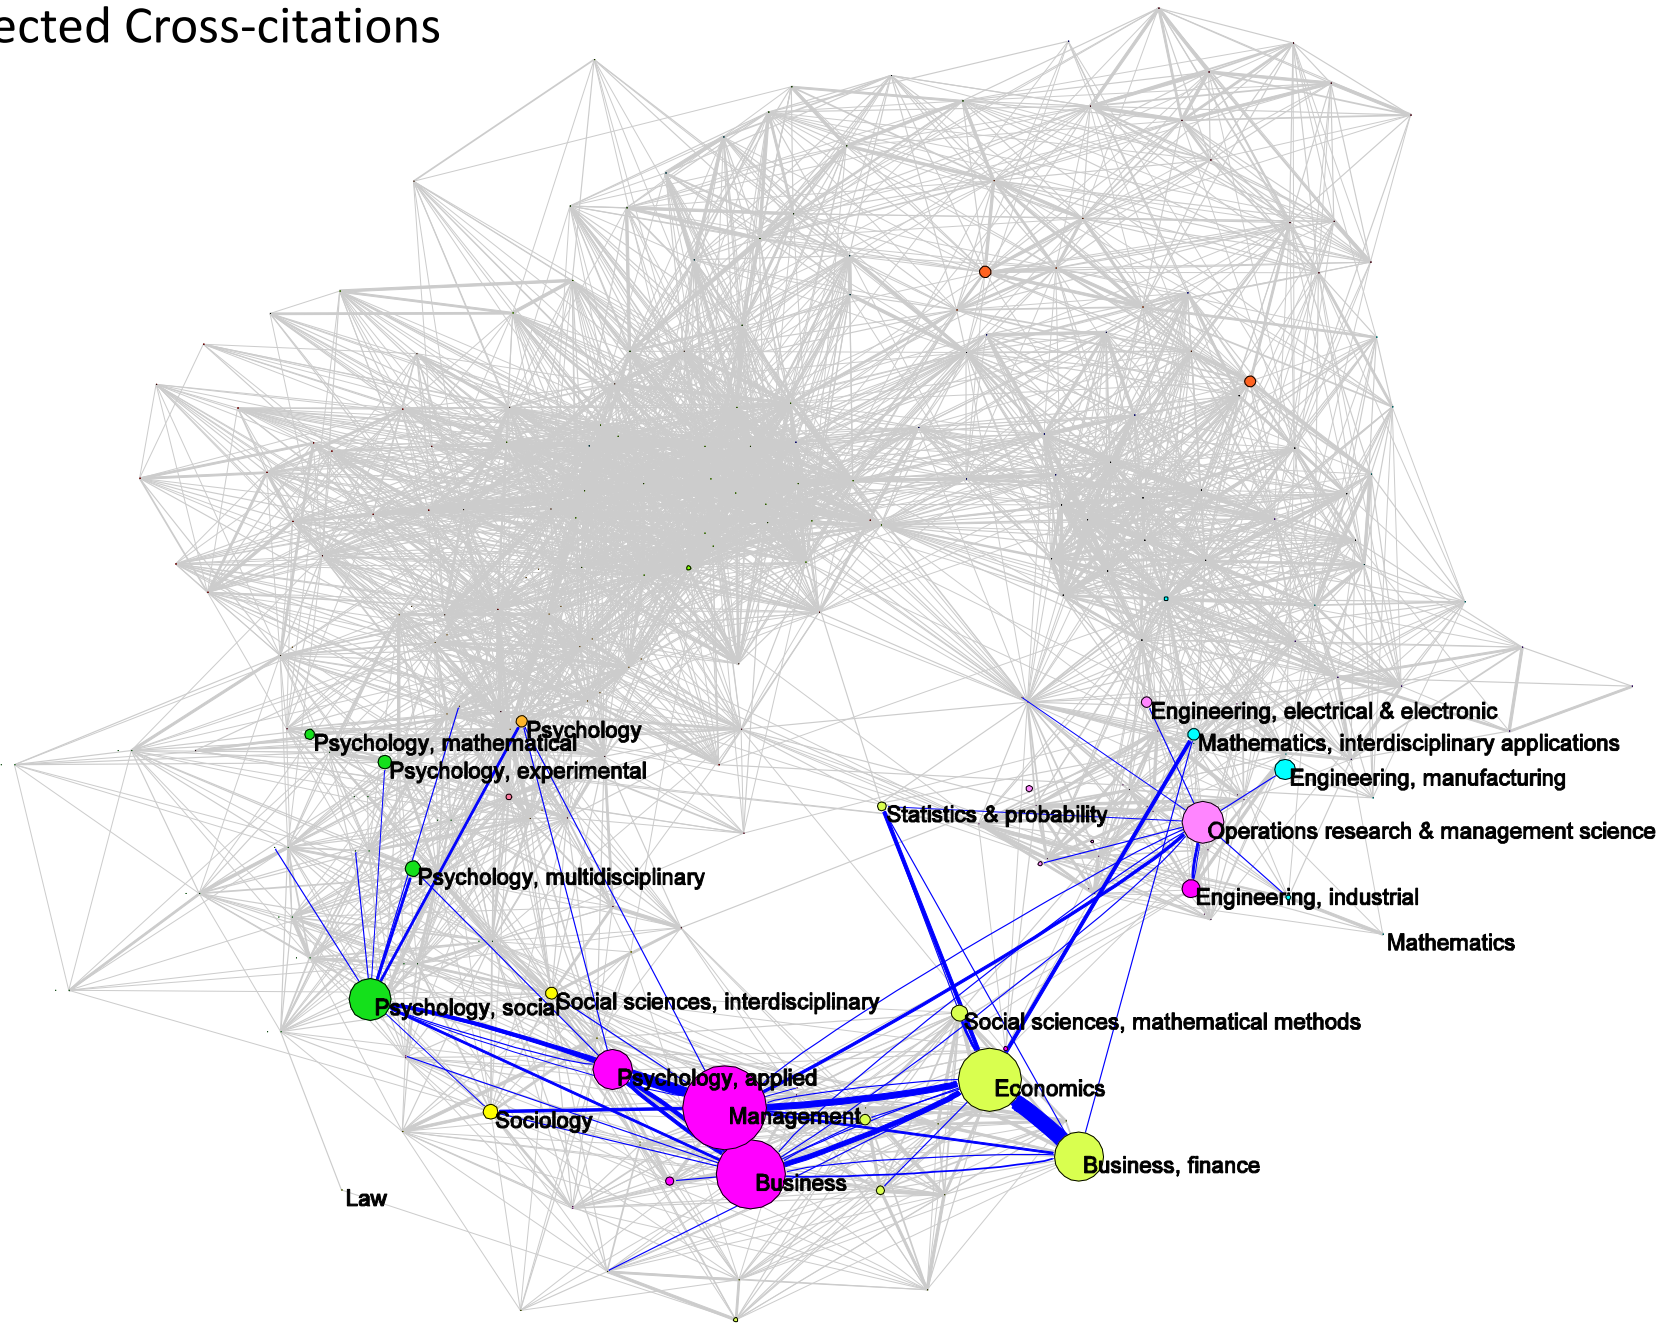 ected Cross-citations
Engineering, electrical & electronic
Psychology
Psychology, mathematical
Mathematics, interdisciplinary applications
Psychology, experimental
Engineering, manufacturing
Statistics & probability
Operations research & management science
Psychology, multidisciplinary
Engineering, industrial
Mathematics
Social sciences, interdisciplinary
Psychology, social
Social sciences, mathematical methods
Psychology, applied
Economics
Management
Sociology
Business, finance
Business
Law